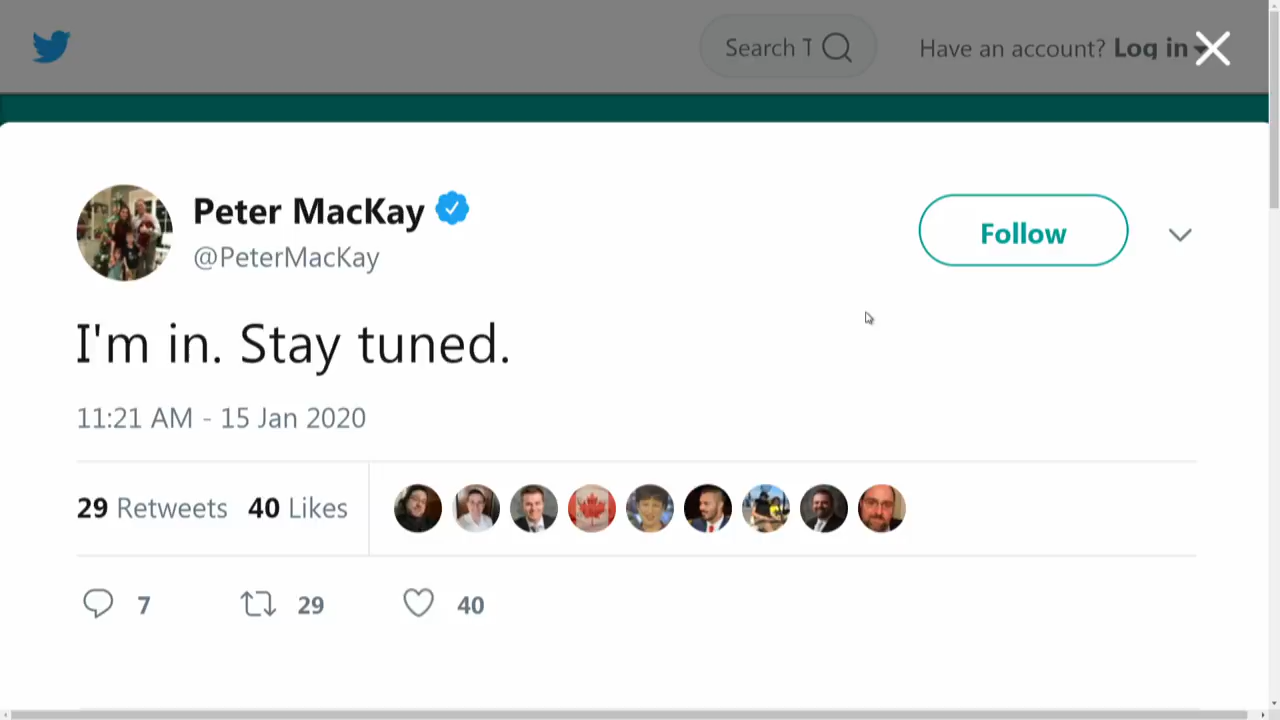 Search T
Have an account? Log in
Peter MacKay
@PeterMacKay
Follow
I'm in. Stay tuned.
11:21 AM - 15 Jan 2020
29 Retweets 40 Likes
7 29 40